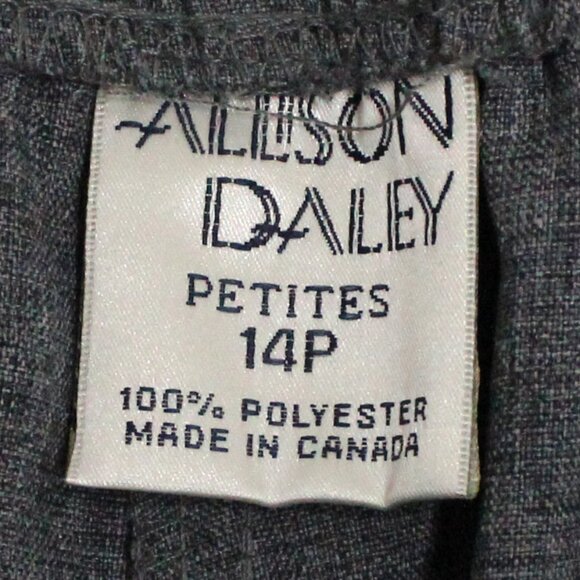 ALLISON
DALEY
PETITES
14P
100% POLYESTER
MADE IN CANADA